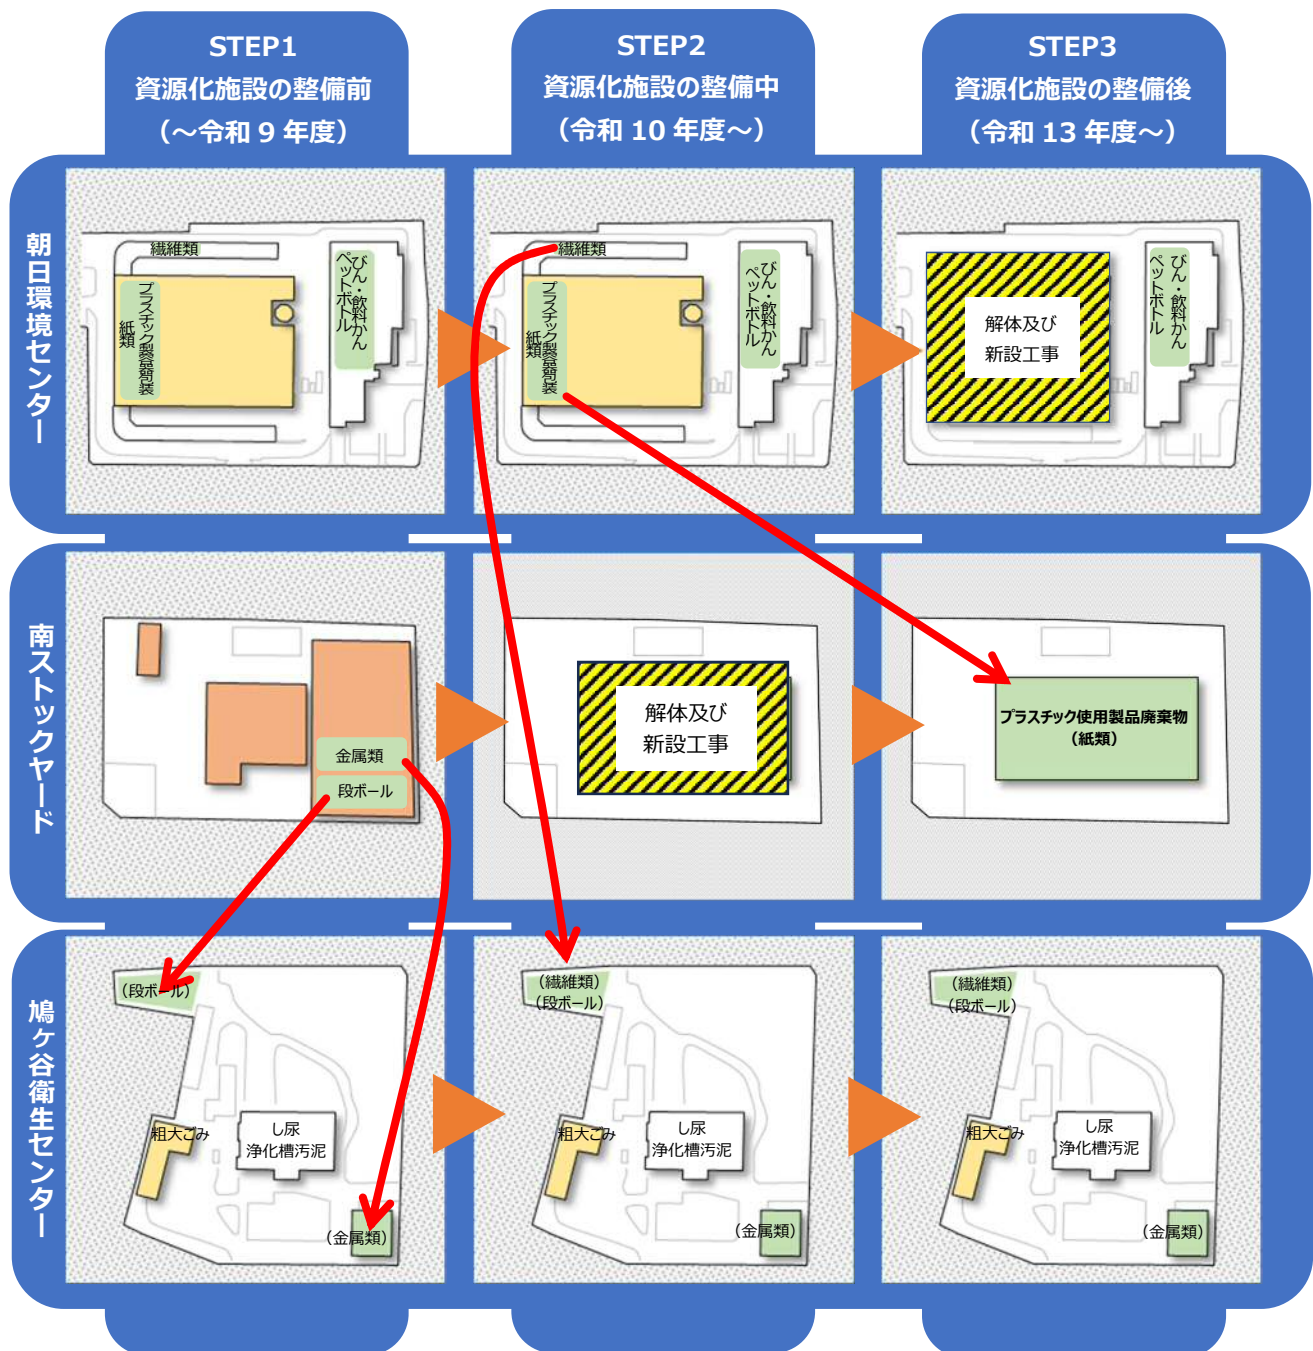 STEP1
資源化施設の整備前
（～令和 9 年度）
STEP2
資源化施設の整備中
（令和 10 年度～）
STEP3
資源化施設の整備後
（令和 13 年度～）
朝日環境センター
繊維類
プラスチック製容器包装
紙類
びん・飲料かん
ペットボトル
繊維類
プラスチック製容器包装
紙類
びん・飲料かん
ペットボトル
解体及び
新設工事
びん・飲料かん
ペットボトル
南ストックヤード
金属類
段ボール
解体及び
新設工事
プラスチック使用製品廃棄物
（紙類）
鳩ヶ谷衛生センター
（段ボール）
粗大ごみ
し尿
浄化槽汚泥
（金属類）
（繊維類）
（段ボール）
粗大ごみ
し尿
浄化槽汚泥
（金属類）
（繊維類）
（段ボール）
粗大ごみ
し尿
浄化槽汚泥
（金属類）